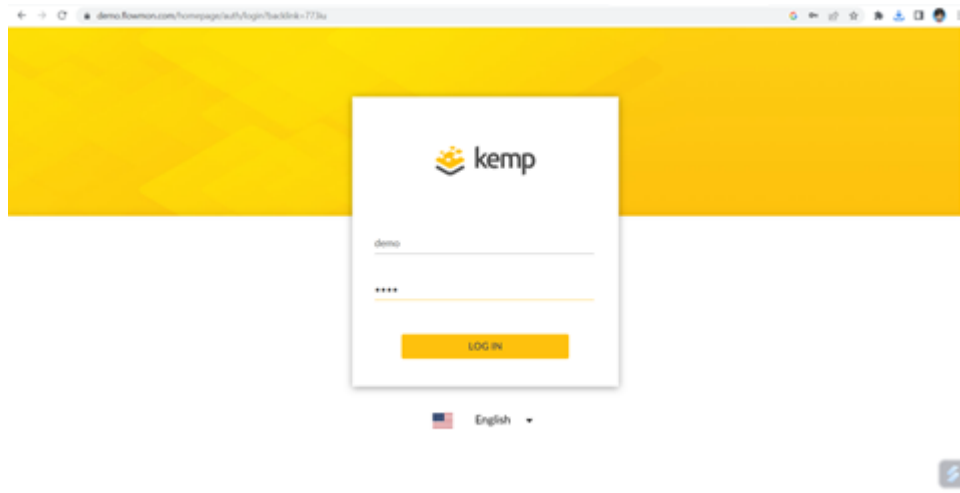 demo.flowmon.com/homepage/auth/login?backlink=773iu
kemp
demo
****
LOG IN
English